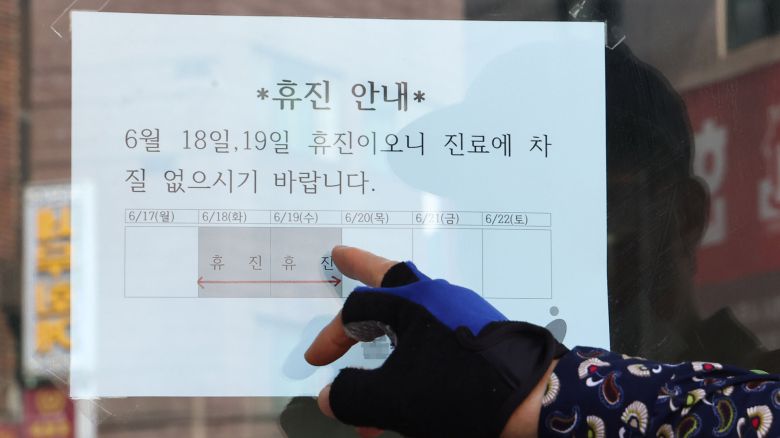 *휴진 안내*
6월 18일,19일 휴진이오니 진료에 차
질 없으시기 바랍니다.
6/17(월) 6/18(화) 6/19(수) 6/20(목) 6/21(금) 6/22(토)
휴 진 휴 진